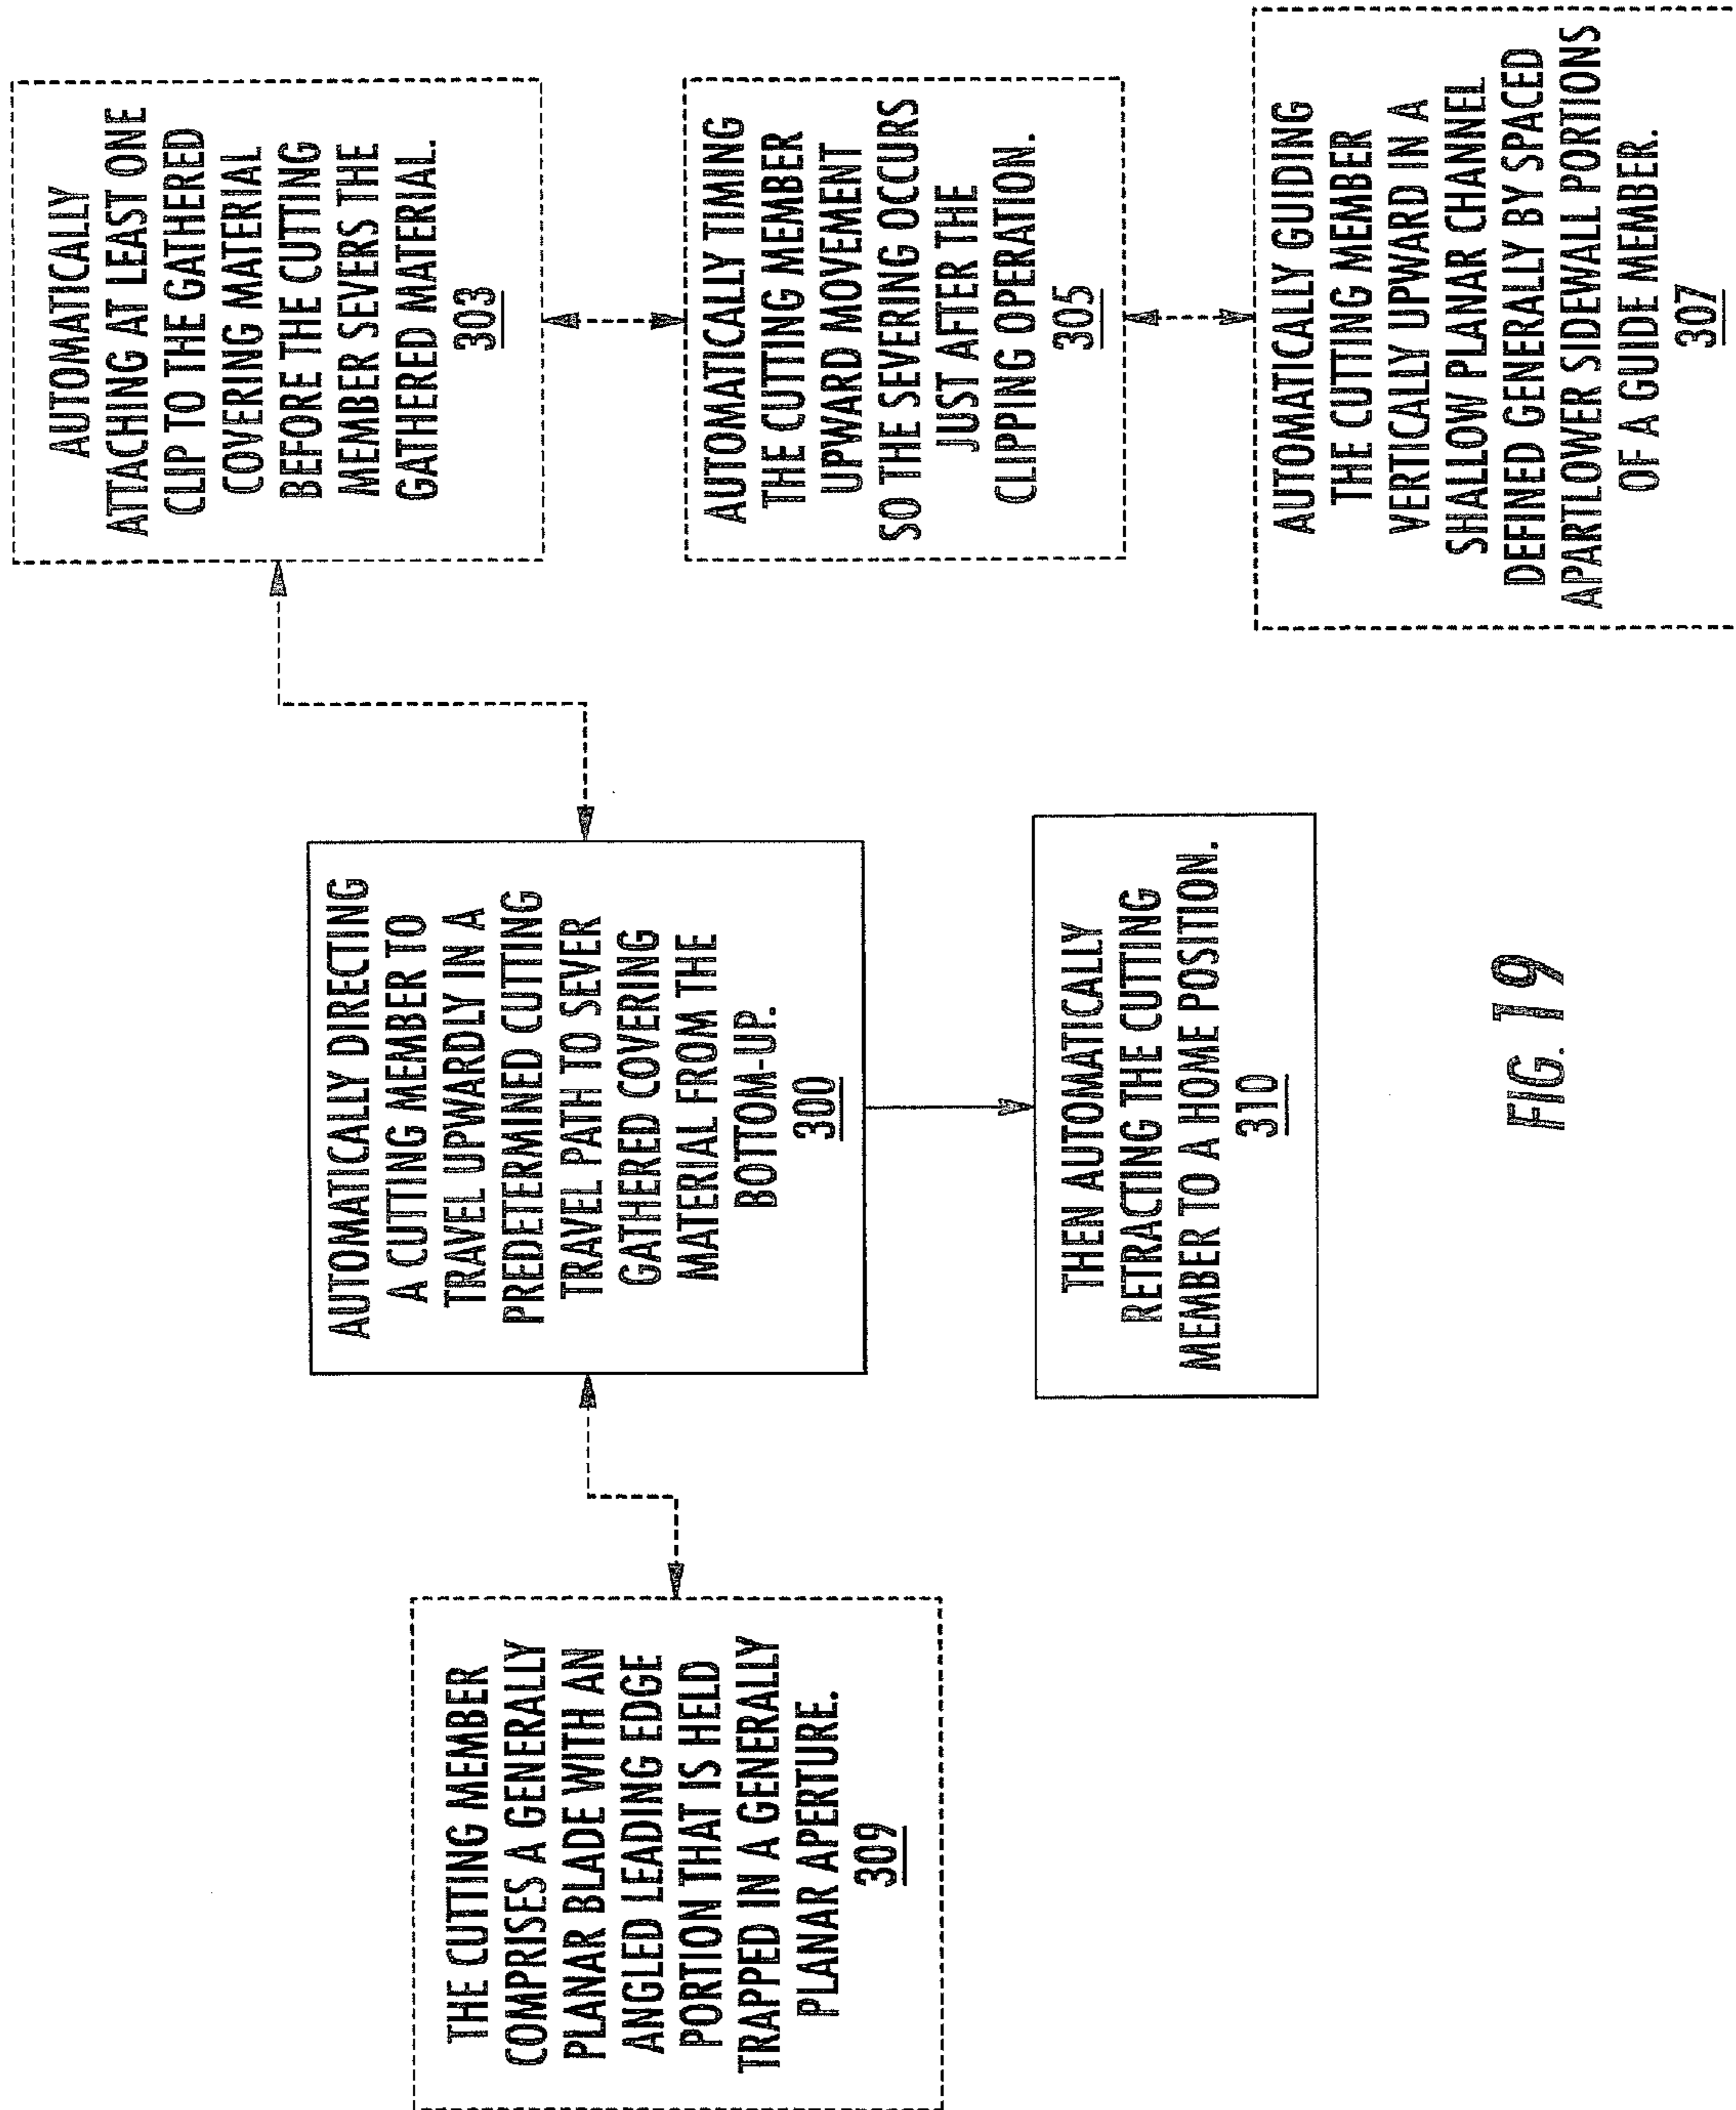 AUTOMATICALLY DIRECTING
A CUTTING MEMBER TO
TRAVEL UPWARDLY IN A
PREDETERMINED CUTTING
TRAVEL PATH TO SEVER
GATHERED COVERING
MATERIAL FROM THE
BOTTOM-UP.
300
THEN AUTOMATICALLY
RETRACTING THE CUTTING
MEMBER TO A HOME POSITION.
310
THE CUTTING MEMBER
COMPRISES A GENERALLY
PLANAR BLADE WITH AN
ANGLED LEADING EDGE
PORTION THAT IS HELD
TRAPPED IN A GENERALLY
PLANAR APERTURE.
309
AUTOMATICALLY
ATTACHING AT LEAST ONE
CLIP TO THE GATHERED
COVERING MATERIAL
BEFORE THE CUTTING
MEMBER SEVERS THE
GATHERED MATERIAL.
303
AUTOMATICALLY TIMING
THE CUTTING MEMBER
UPWARD MOVEMENT
SO THE SEVERING OCCURS
JUST AFTER THE
CLIPPING OPERATION.
305
AUTOMATICALLY GUIDING
THE CUTTING MEMBER
VERTICALLY UPWARD IN A
SHALLOW PLANAR CHANNEL
DEFINED GENERALLY BY SPACED
APARTLOWER SIDEWALL PORTIONS
OF A GUIDE MEMBER.
307
FIG. 19